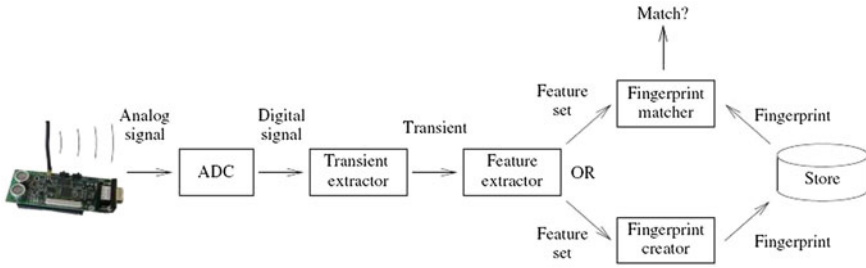 Match?
Analog
signal
Digital
signal
Transient
Feature
set
Fingerprint
matcher
Fingerprint
ADC
Transient
extractor
Feature
extractor
OR
Store
Feature
set
Fingerprint
creator
Fingerprint